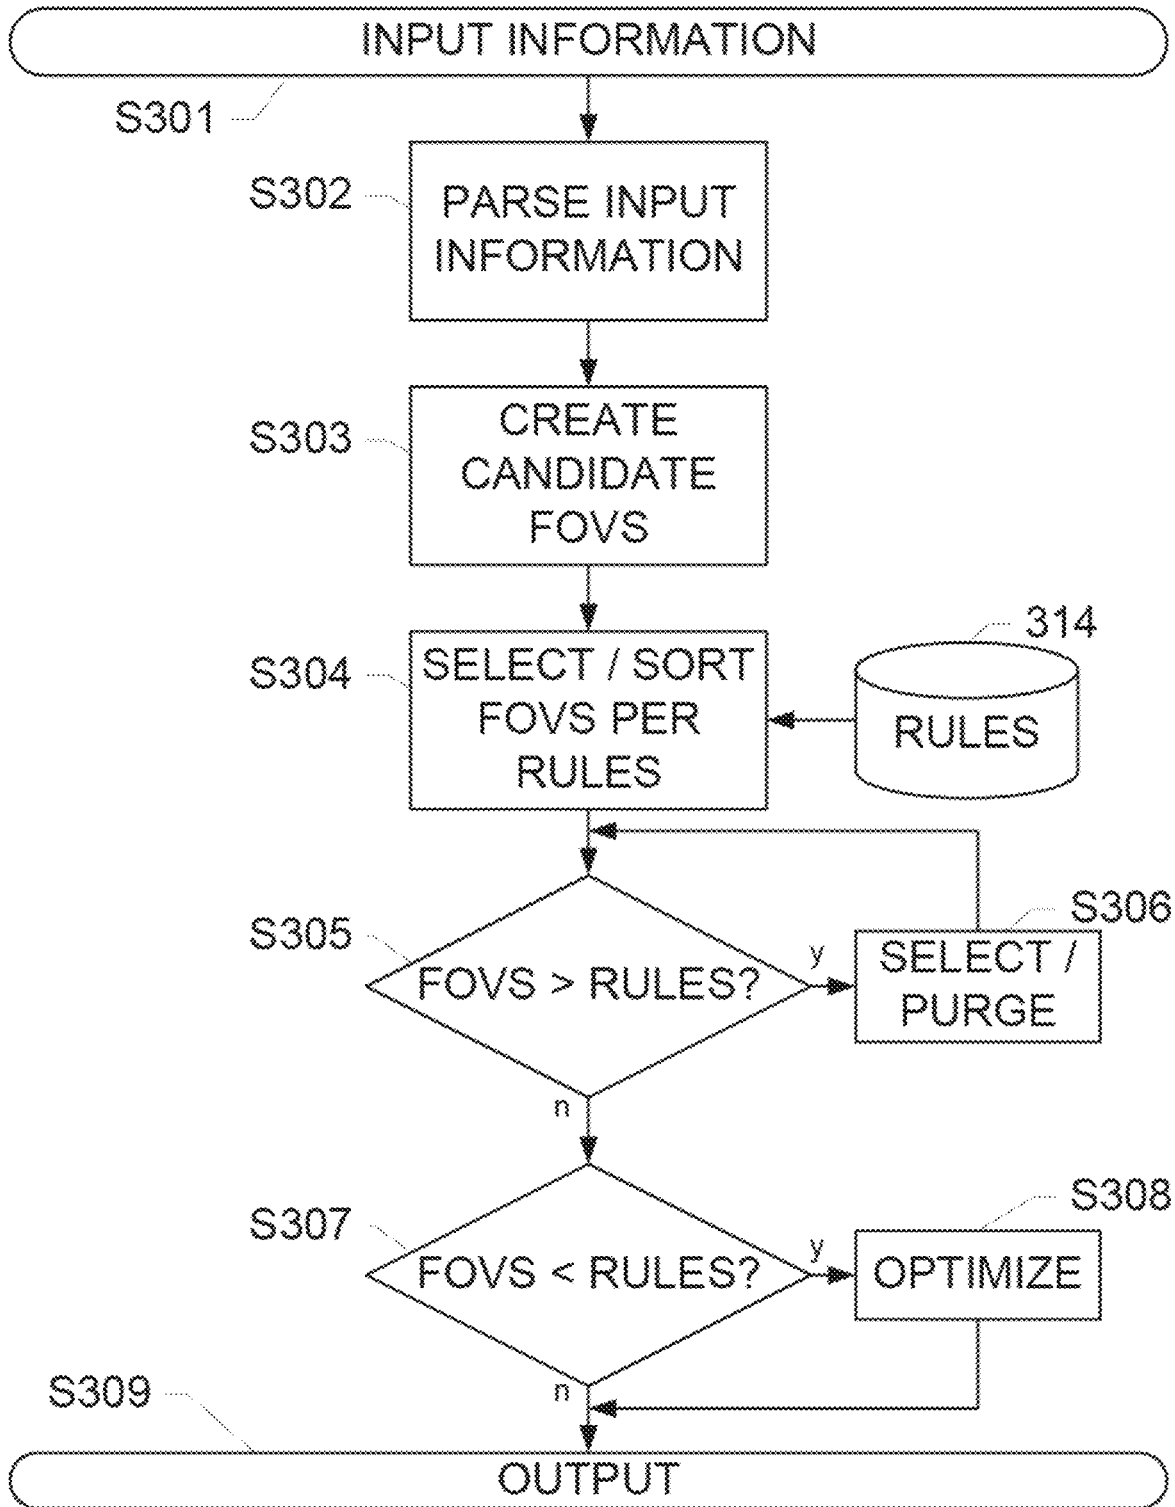 INPUT INFORMATION
S301
S302
PARSE INPUT
INFORMATION
S303
CREATE
CANDIDATE
FOVS
S304
SELECT / SORT
FOVS PER
RULES
314
RULES
S305
FOVS > RULES?
y
n
S306
SELECT /
PURGE
S307
FOVS < RULES?
y
n
S308
OPTIMIZE
S309
OUTPUT